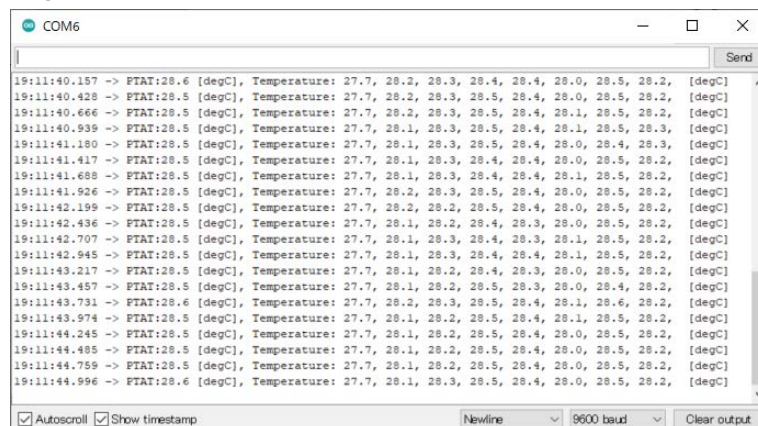 COM6
Send
19:11:40.157 -> PTAT:28.6 [degC], Temperature: 27.7, 28.2, 28.3, 28.4, 28.4, 28.0, 28.5, 28.2, [degC]
19:11:40.428 -> PTAT:28.5 [degC], Temperature: 27.7, 28.2, 28.3, 28.5, 28.4, 28.0, 28.5, 28.2, [degC]
19:11:40.666 -> PTAT:28.5 [degC], Temperature: 27.7, 28.2, 28.3, 28.5, 28.4, 28.1, 28.5, 28.2, [degC]
19:11:40.939 -> PTAT:28.5 [degC], Temperature: 27.7, 28.1, 28.3, 28.5, 28.4, 28.1, 28.5, 28.3, [degC]
19:11:41.180 -> PTAT:28.5 [degC], Temperature: 27.7, 28.1, 28.3, 28.5, 28.4, 28.0, 28.4, 28.3, [degC]
19:11:41.417 -> PTAT:28.5 [degC], Temperature: 27.7, 28.1, 28.3, 28.5, 28.4, 28.0, 28.5, 28.2, [degC]
19:11:41.688 -> PTAT:28.5 [degC], Temperature: 27.7, 28.1, 28.3, 28.4, 28.4, 28.1, 28.5, 28.2, [degC]
19:11:41.926 -> PTAT:28.5 [degC], Temperature: 27.7, 28.2, 28.3, 28.5, 28.4, 28.0, 28.5, 28.2, [degC]
19:11:42.199 -> PTAT:28.5 [degC], Temperature: 27.7, 28.2, 28.2, 28.5, 28.4, 28.0, 28.5, 28.2, [degC]
19:11:42.436 -> PTAT:28.5 [degC], Temperature: 27.7, 28.1, 28.2, 28.4, 28.3, 28.0, 28.5, 28.2, [degC]
19:11:42.707 -> PTAT:28.5 [degC], Temperature: 27.7, 28.1, 28.3, 28.4, 28.3, 28.1, 28.5, 28.2, [degC]
19:11:42.945 -> PTAT:28.5 [degC], Temperature: 27.7, 28.1, 28.3, 28.4, 28.4, 28.1, 28.5, 28.2, [degC]
19:11:43.217 -> PTAT:28.5 [degC], Temperature: 27.7, 28.1, 28.2, 28.4, 28.3, 28.0, 28.5, 28.2, [degC]
19:11:43.457 -> PTAT:28.5 [degC], Temperature: 27.7, 28.1, 28.2, 28.5, 28.3, 28.0, 28.4, 28.2, [degC]
19:11:43.731 -> PTAT:28.6 [degC], Temperature: 27.7, 28.2, 28.3, 28.5, 28.4, 28.1, 28.6, 28.2, [degC]
19:11:43.974 -> PTAT:28.5 [degC], Temperature: 27.7, 28.1, 28.2, 28.5, 28.4, 28.1, 28.5, 28.2, [degC]
19:11:44.245 -> PTAT:28.5 [degC], Temperature: 27.7, 28.1, 28.2, 28.5, 28.4, 28.0, 28.5, 28.2, [degC]
19:11:44.485 -> PTAT:28.5 [degC], Temperature: 27.7, 28.1, 28.2, 28.5, 28.4, 28.0, 28.5, 28.2, [degC]
19:11:44.759 -> PTAT:28.5 [degC], Temperature: 27.7, 28.1, 28.2, 28.5, 28.4, 28.0, 28.5, 28.2, [degC]
19:11:44.996 -> PTAT:28.6 [degC], Temperature: 27.7, 28.1, 28.3, 28.5, 28.4, 28.0, 28.5, 28.2, [degC]
Autoscroll Show timestamp Newline 9600 baud Clear output